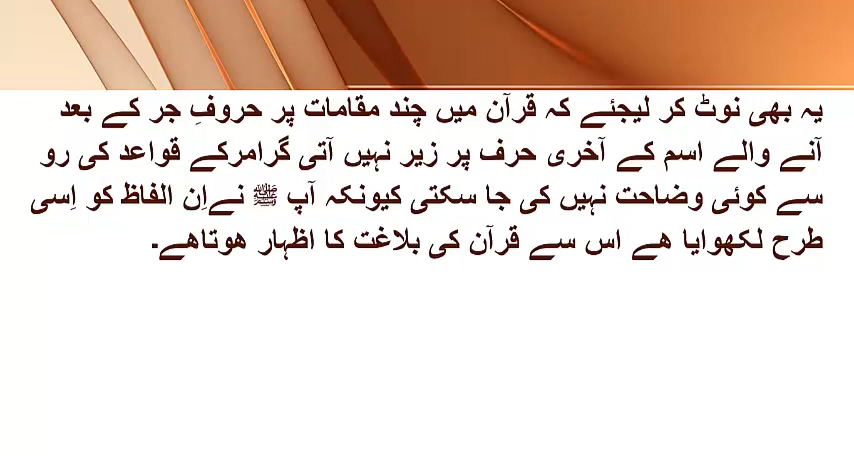 یہ بھی نوٹ کر لیجئے کہ قرآن میں چند مقامات پر حروفِ جر کے بعد
آنے والے اسم کے آخری حرف پر زیر نہیں آتی گرامرکے قواعد کی رو
سے کوئی وضاحت نہیں کی جا سکتی کیونکہ آپ ﷺ نےاِن الفاظ کو اِسی
طرح لکھوایا ھے اس سے قرآن کی بلاغت کا اظہار ھوتاھے۔